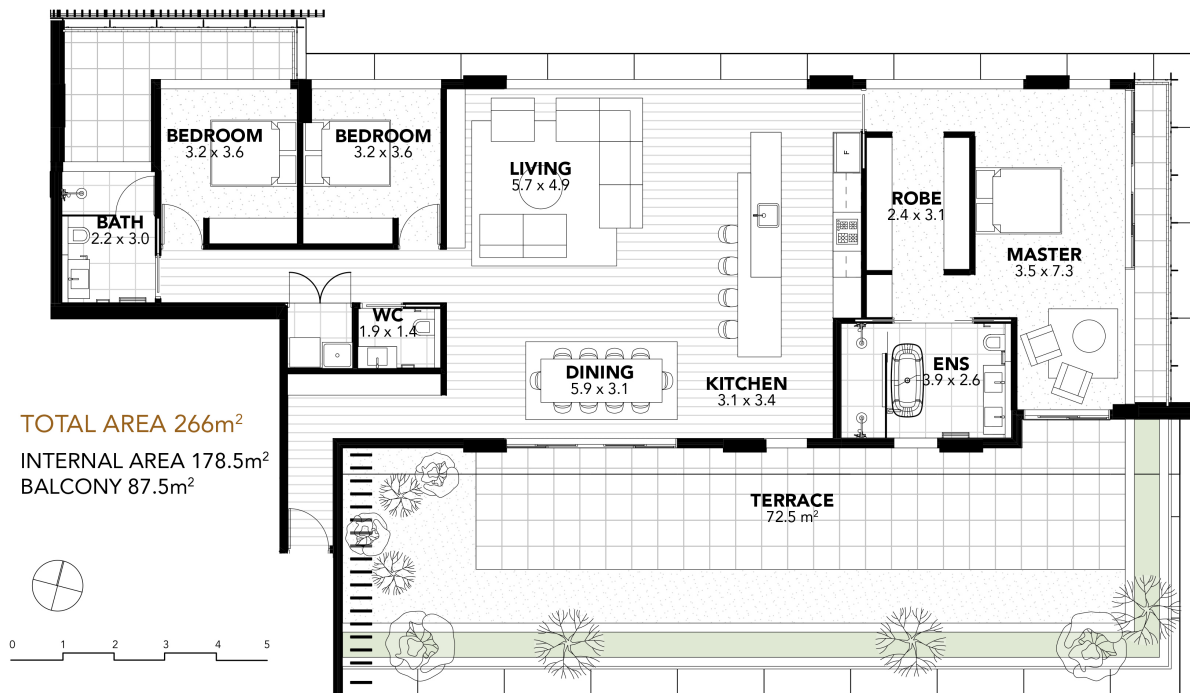 BEDROOM
3.2 x 3.6
BEDROOM
3.2 x 3.6
LIVING
5.7 x 4.9
F
ROBE
2.4 x 3.1
BATH
2.2 x 3.0
MASTER
3.5 x 7.3
WC
1.9 x 1.4
DINING
5.9 x 3.1
KITCHEN
3.1 x 3.4
ENS
3.9 x 2.6
TOTAL AREA 266m²
INTERNAL AREA 178.5m²
BALCONY 87.5m²
TERRACE
72.5 m²
0 1 2 3 4 5